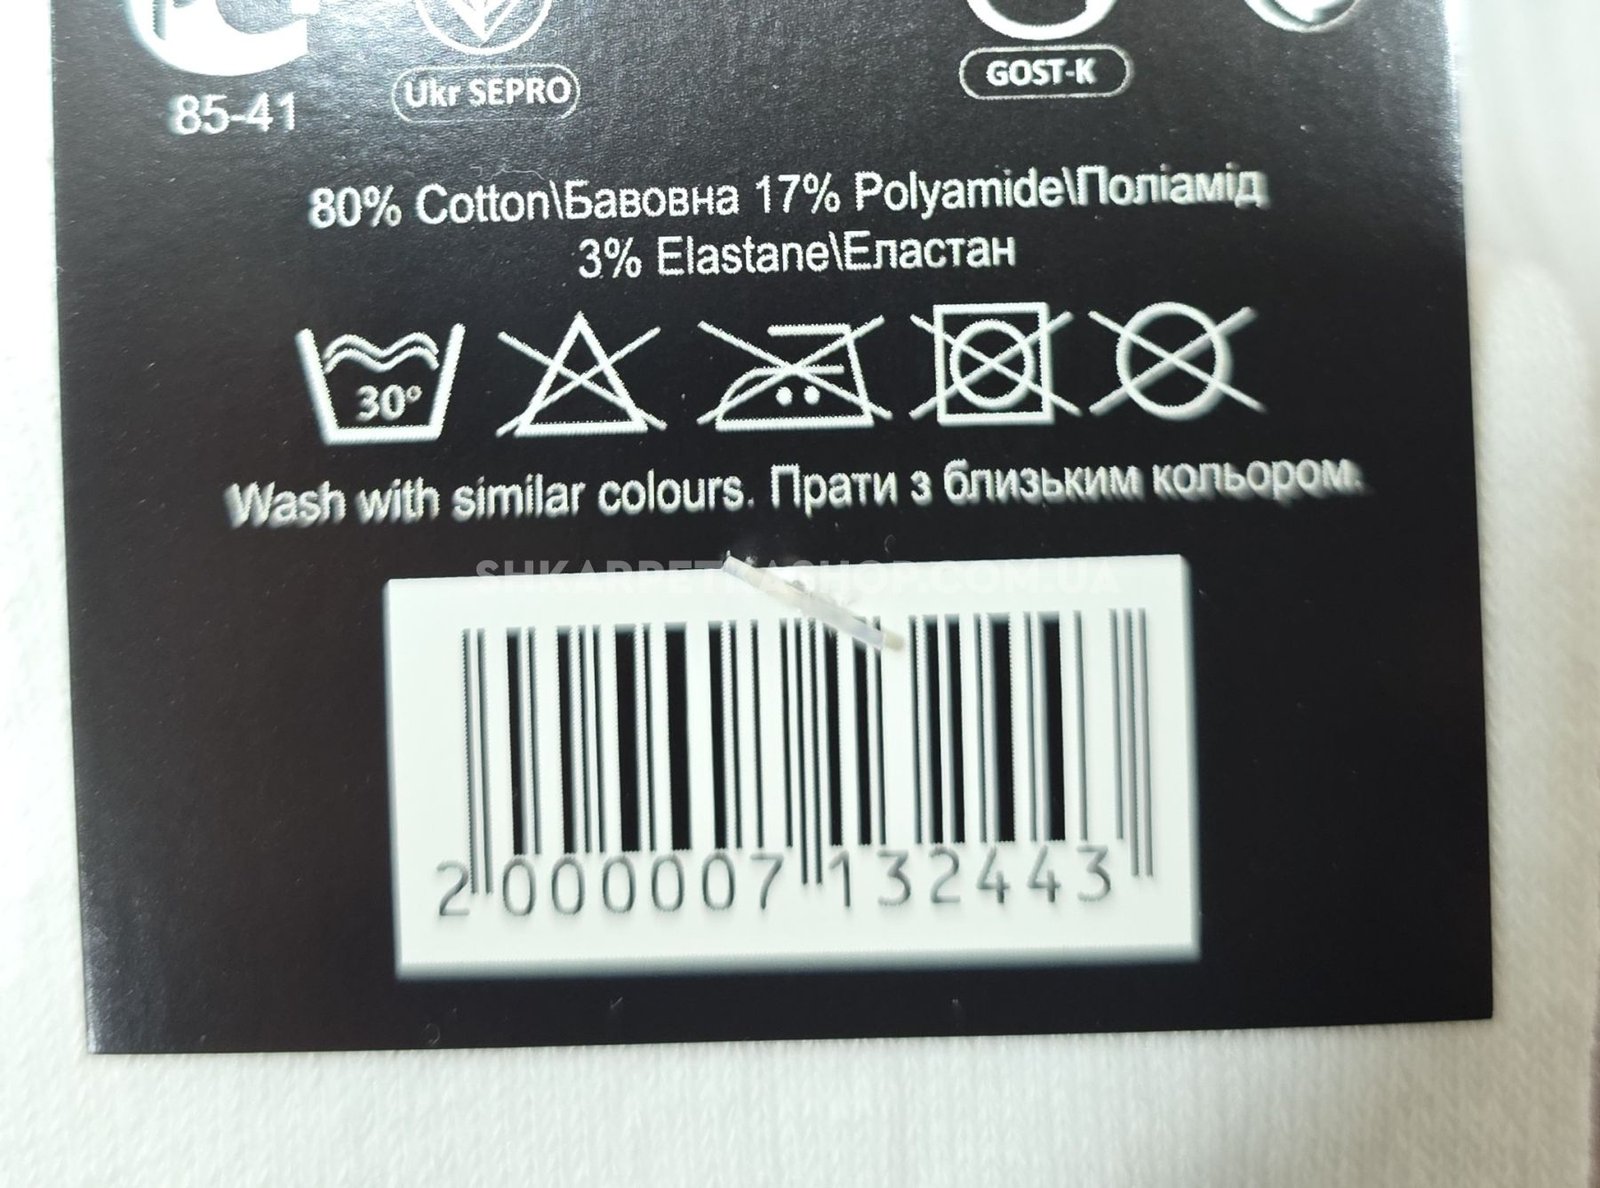 85-41
Ukr SEPRO
GOST-K
80% Cotton\Бавовна 17% Polyamide\Поліамід
3% Elastane\Еластан
30°
Wash with similar colours. Прати з близьким кольором.
SHKARPETKASHOP.COM.UA
2 000007 132443